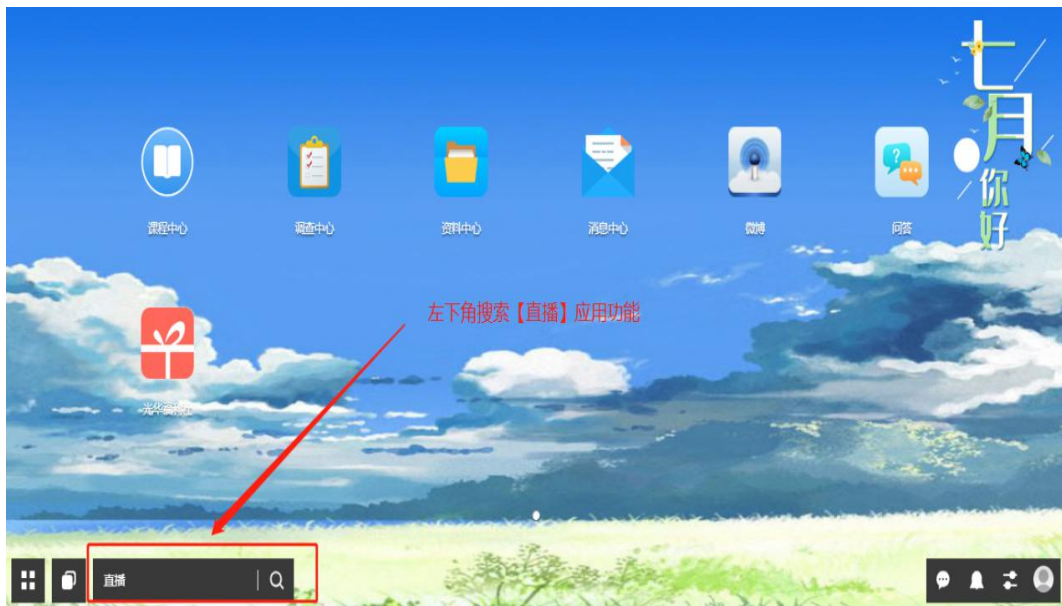 七月
你好
课程中心
调查中心
资料中心
消息中心
微博
问答
左下角搜索【直播】应用功能
直播